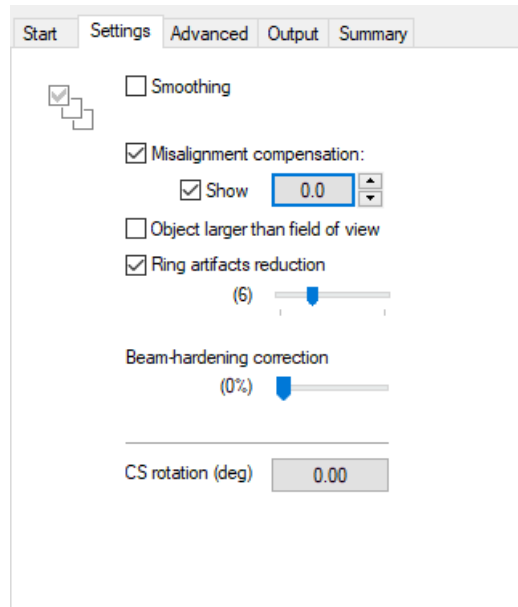 Start Settings Advanced Output Summary
Smoothing
Misalignment compensation:
Show 0.0
Object larger than field of view
Ring artifacts reduction
(6)
Beam-hardening correction
(0%)
CS rotation (deg) 0.00